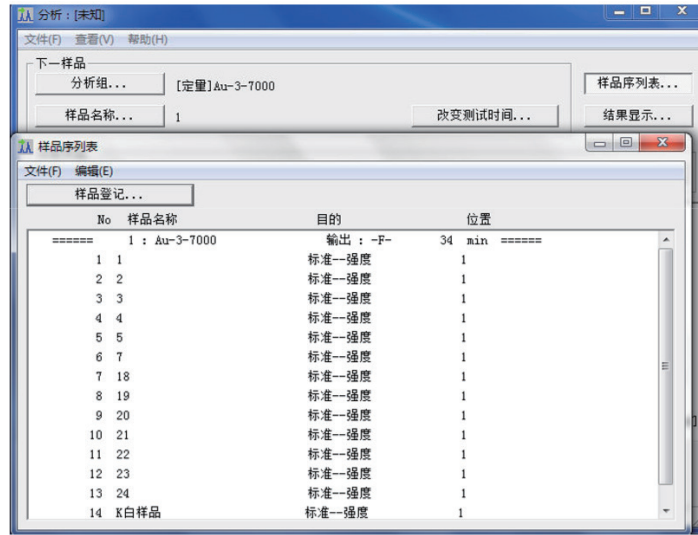 分析：[未知]
文件(F) 查看(V) 帮助(H)
下一样品
分析组... [定量]Au-3-7000 样品序列表...
样品名称... 1 改变测试时间... 结果显示...
样品序列表
文件(F) 编辑(E)
样品登记...
No 样品名称 目的 位置
====== 1 : Au-3-7000 输出 : -F- 34 min ======
1 1 标准--强度 1
2 2 标准--强度 1
3 3 标准--强度 1
4 4 标准--强度 1
5 5 标准--强度 1
6 7 标准--强度 1
7 18 标准--强度 1
8 19 标准--强度 1
9 20 标准--强度 1
10 21 标准--强度 1
11 22 标准--强度 1
12 23 标准--强度 1
13 24 标准--强度 1
14 K白样品 标准--强度 1